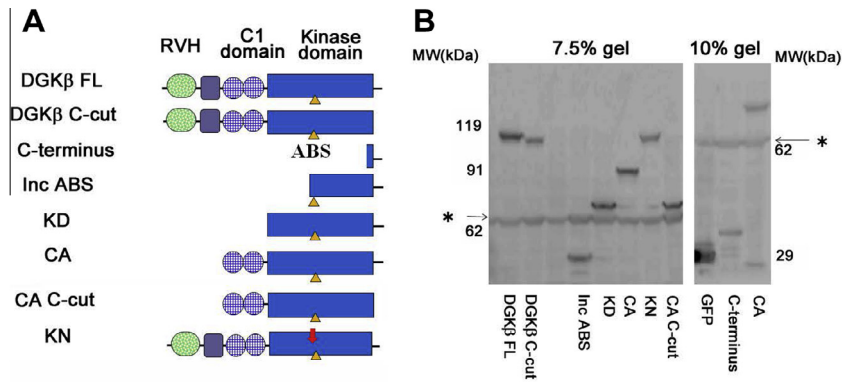 A
RVH
C1
domain
Kinase
domain
DGKβ FL
DGKβ C-cut
C-terminus
ABS
Inc ABS
KD
CA
CA C-cut
KN
B
7.5% gel
10% gel
MW(kDa)
MW(kDa)
119
91
*
62
*
62
29
DGKβ FL
DGKβ C-cut
Inc ABS
KD
CA
KN
CA C-cut
GFP
C-terminus
CA